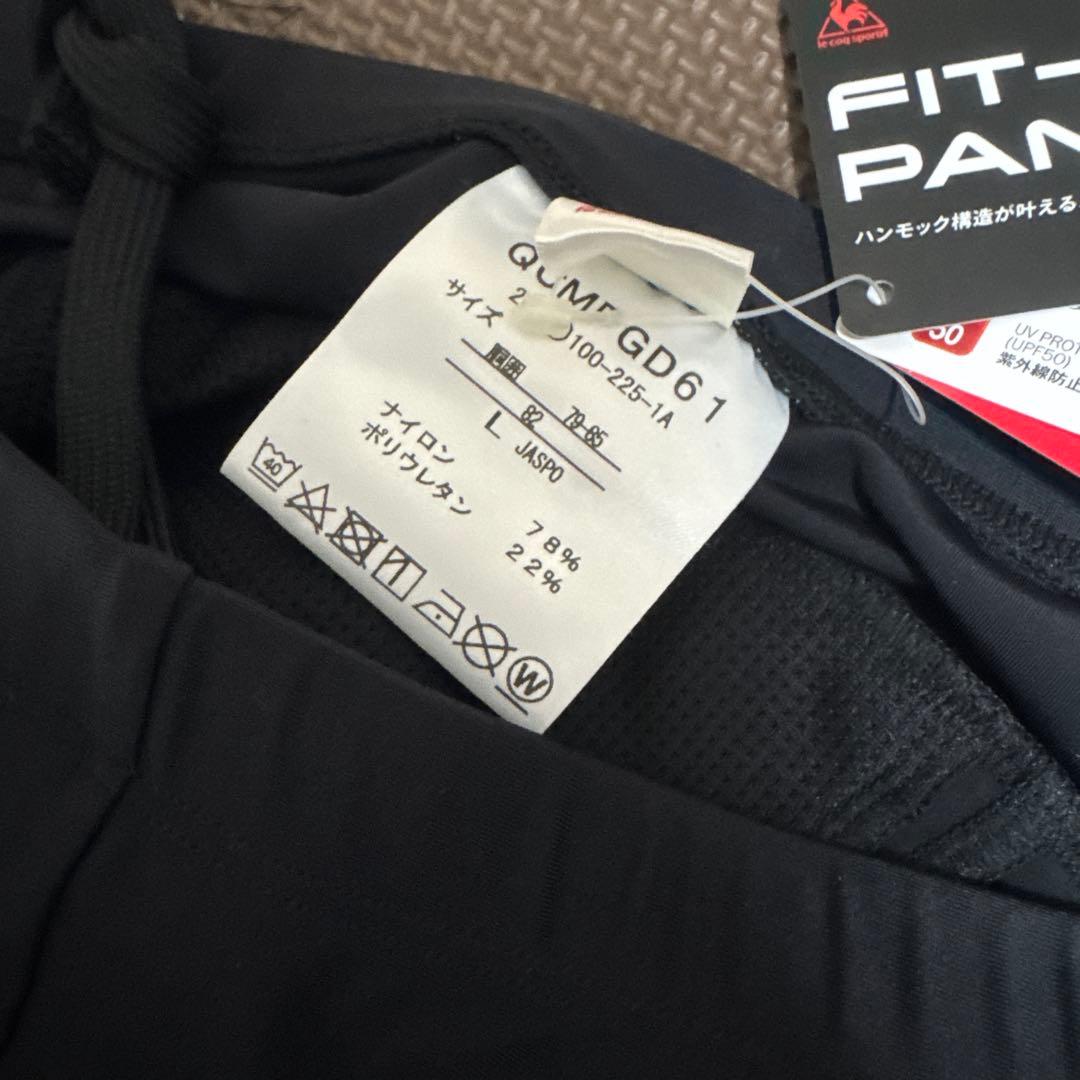 le coq sportif
FIT-
PAN
ハンモック構造が叶える
50
UV PROT
(UPF50)
紫外線防止
GD61
100-225-1A
サイズ
胴囲 79-85
82
L JASPO
ナイロン 78%
ポリウレタン 22%
40
W